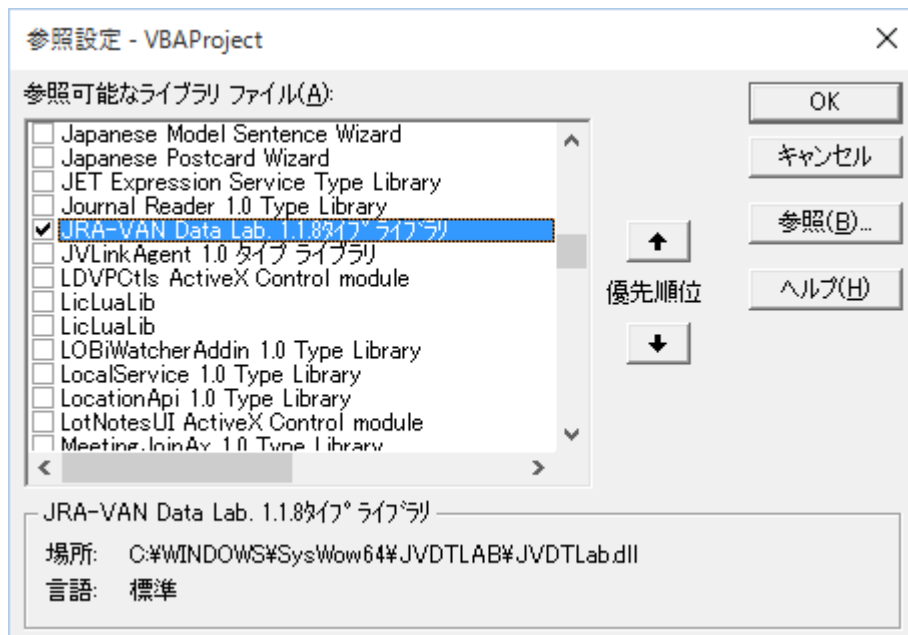 参照設定 - VBAProject
参照可能なライブラリ ファイル(A):
Japanese Model Sentence Wizard
Japanese Postcard Wizard
JET Expression Service Type Library
Journal Reader 1.0 Type Library
JRA-VAN Data Lab. 1.1.8ﾀｲﾌﾟ ﾗｲﾌﾞﾗﾘ
JVLinkAgent 1.0 タイプ ライブラリ
LDVPCtls ActiveX Control module
LicLuaLib
LicLuaLib
LOBiWatcherAddin 1.0 Type Library
LocalService 1.0 Type Library
LocationApi 1.0 Type Library
LotNotesUI ActiveX Control module
MeetingJoinAx 1.0 Type Library
OK
キャンセル
参照(B)...
優先順位
ヘルプ(H)
JRA-VAN Data Lab. 1.1.8ﾀｲﾌﾟ ﾗｲﾌﾞﾗﾘ
場所: C:¥WINDOWS¥SysWow64¥JVDTLAB¥JVDTLab.dll
言語: 標準